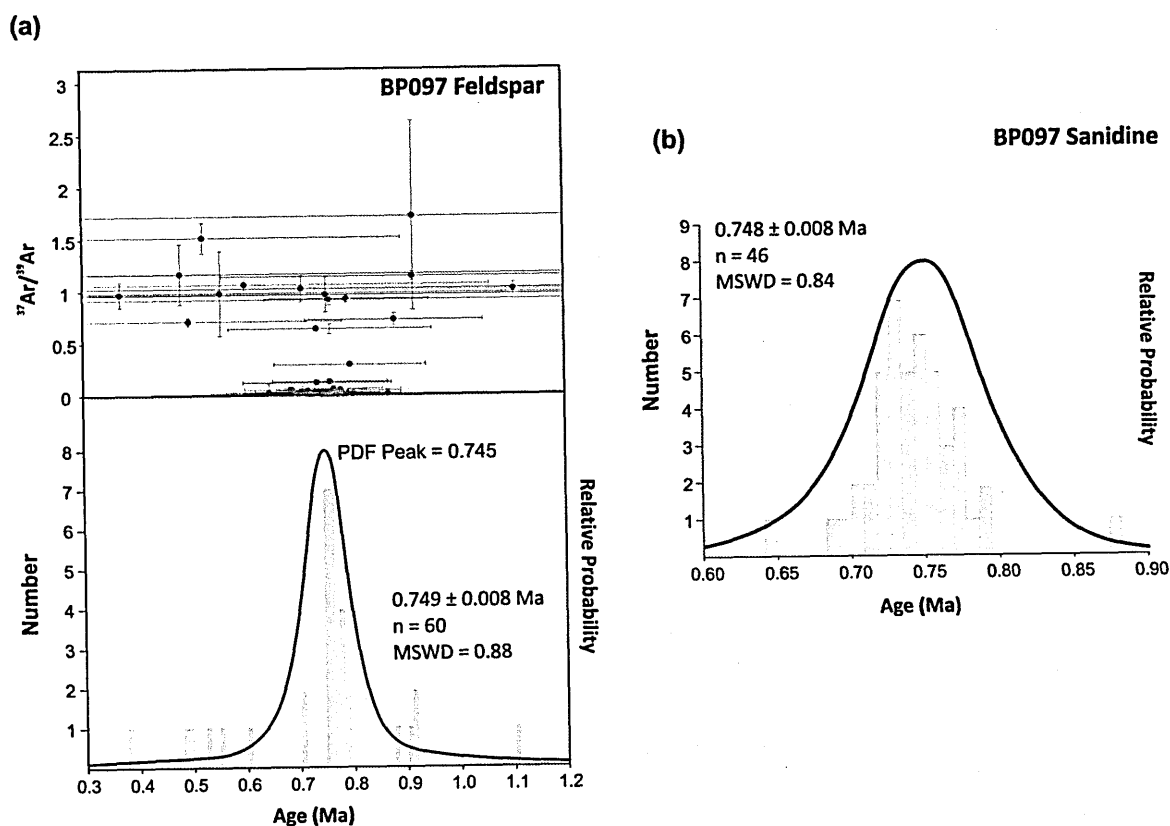 (a)
BP097 Feldspar
3
2.5
2
1.5
1
0.5
0
³⁷Ar/³⁹Ar
PDF Peak = 0.745
8
7
6
5
4
3
2
1
Number
0.749 ± 0.008 Ma
n = 60
MSWD = 0.88
Relative Probability
0.3 0.4 0.5 0.6 0.7 0.8 0.9 1.0 1.1 1.2
Age (Ma)
(b)
BP097 Sanidine
0.748 ± 0.008 Ma
n = 46
MSWD = 0.84
9
8
7
6
5
4
3
2
1
Number
Relative Probability
0.60 0.70 0.75 0.80 0.85 0.90
Age (Ma)